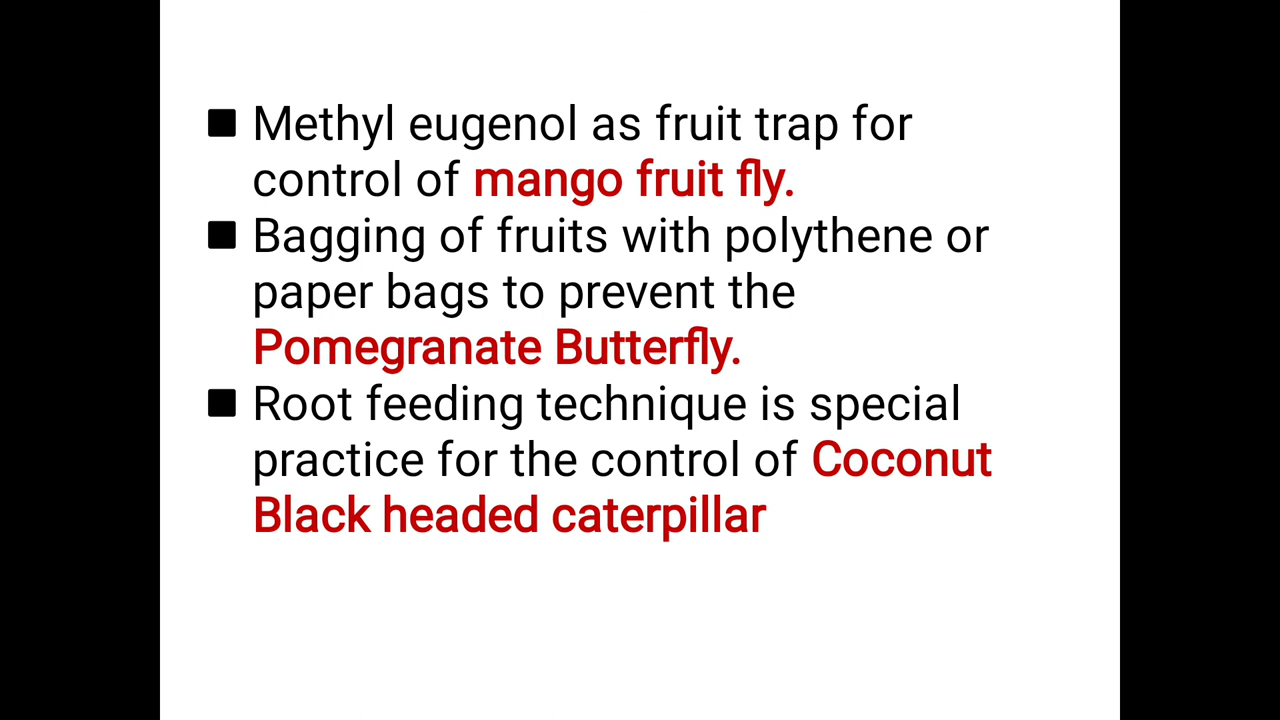 ■ Methyl eugenol as fruit trap for
control of mango fruit fly.
■ Bagging of fruits with polythene or
paper bags to prevent the
Pomegranate Butterfly.
■ Root feeding technique is special
practice for the control of Coconut
Black headed caterpillar